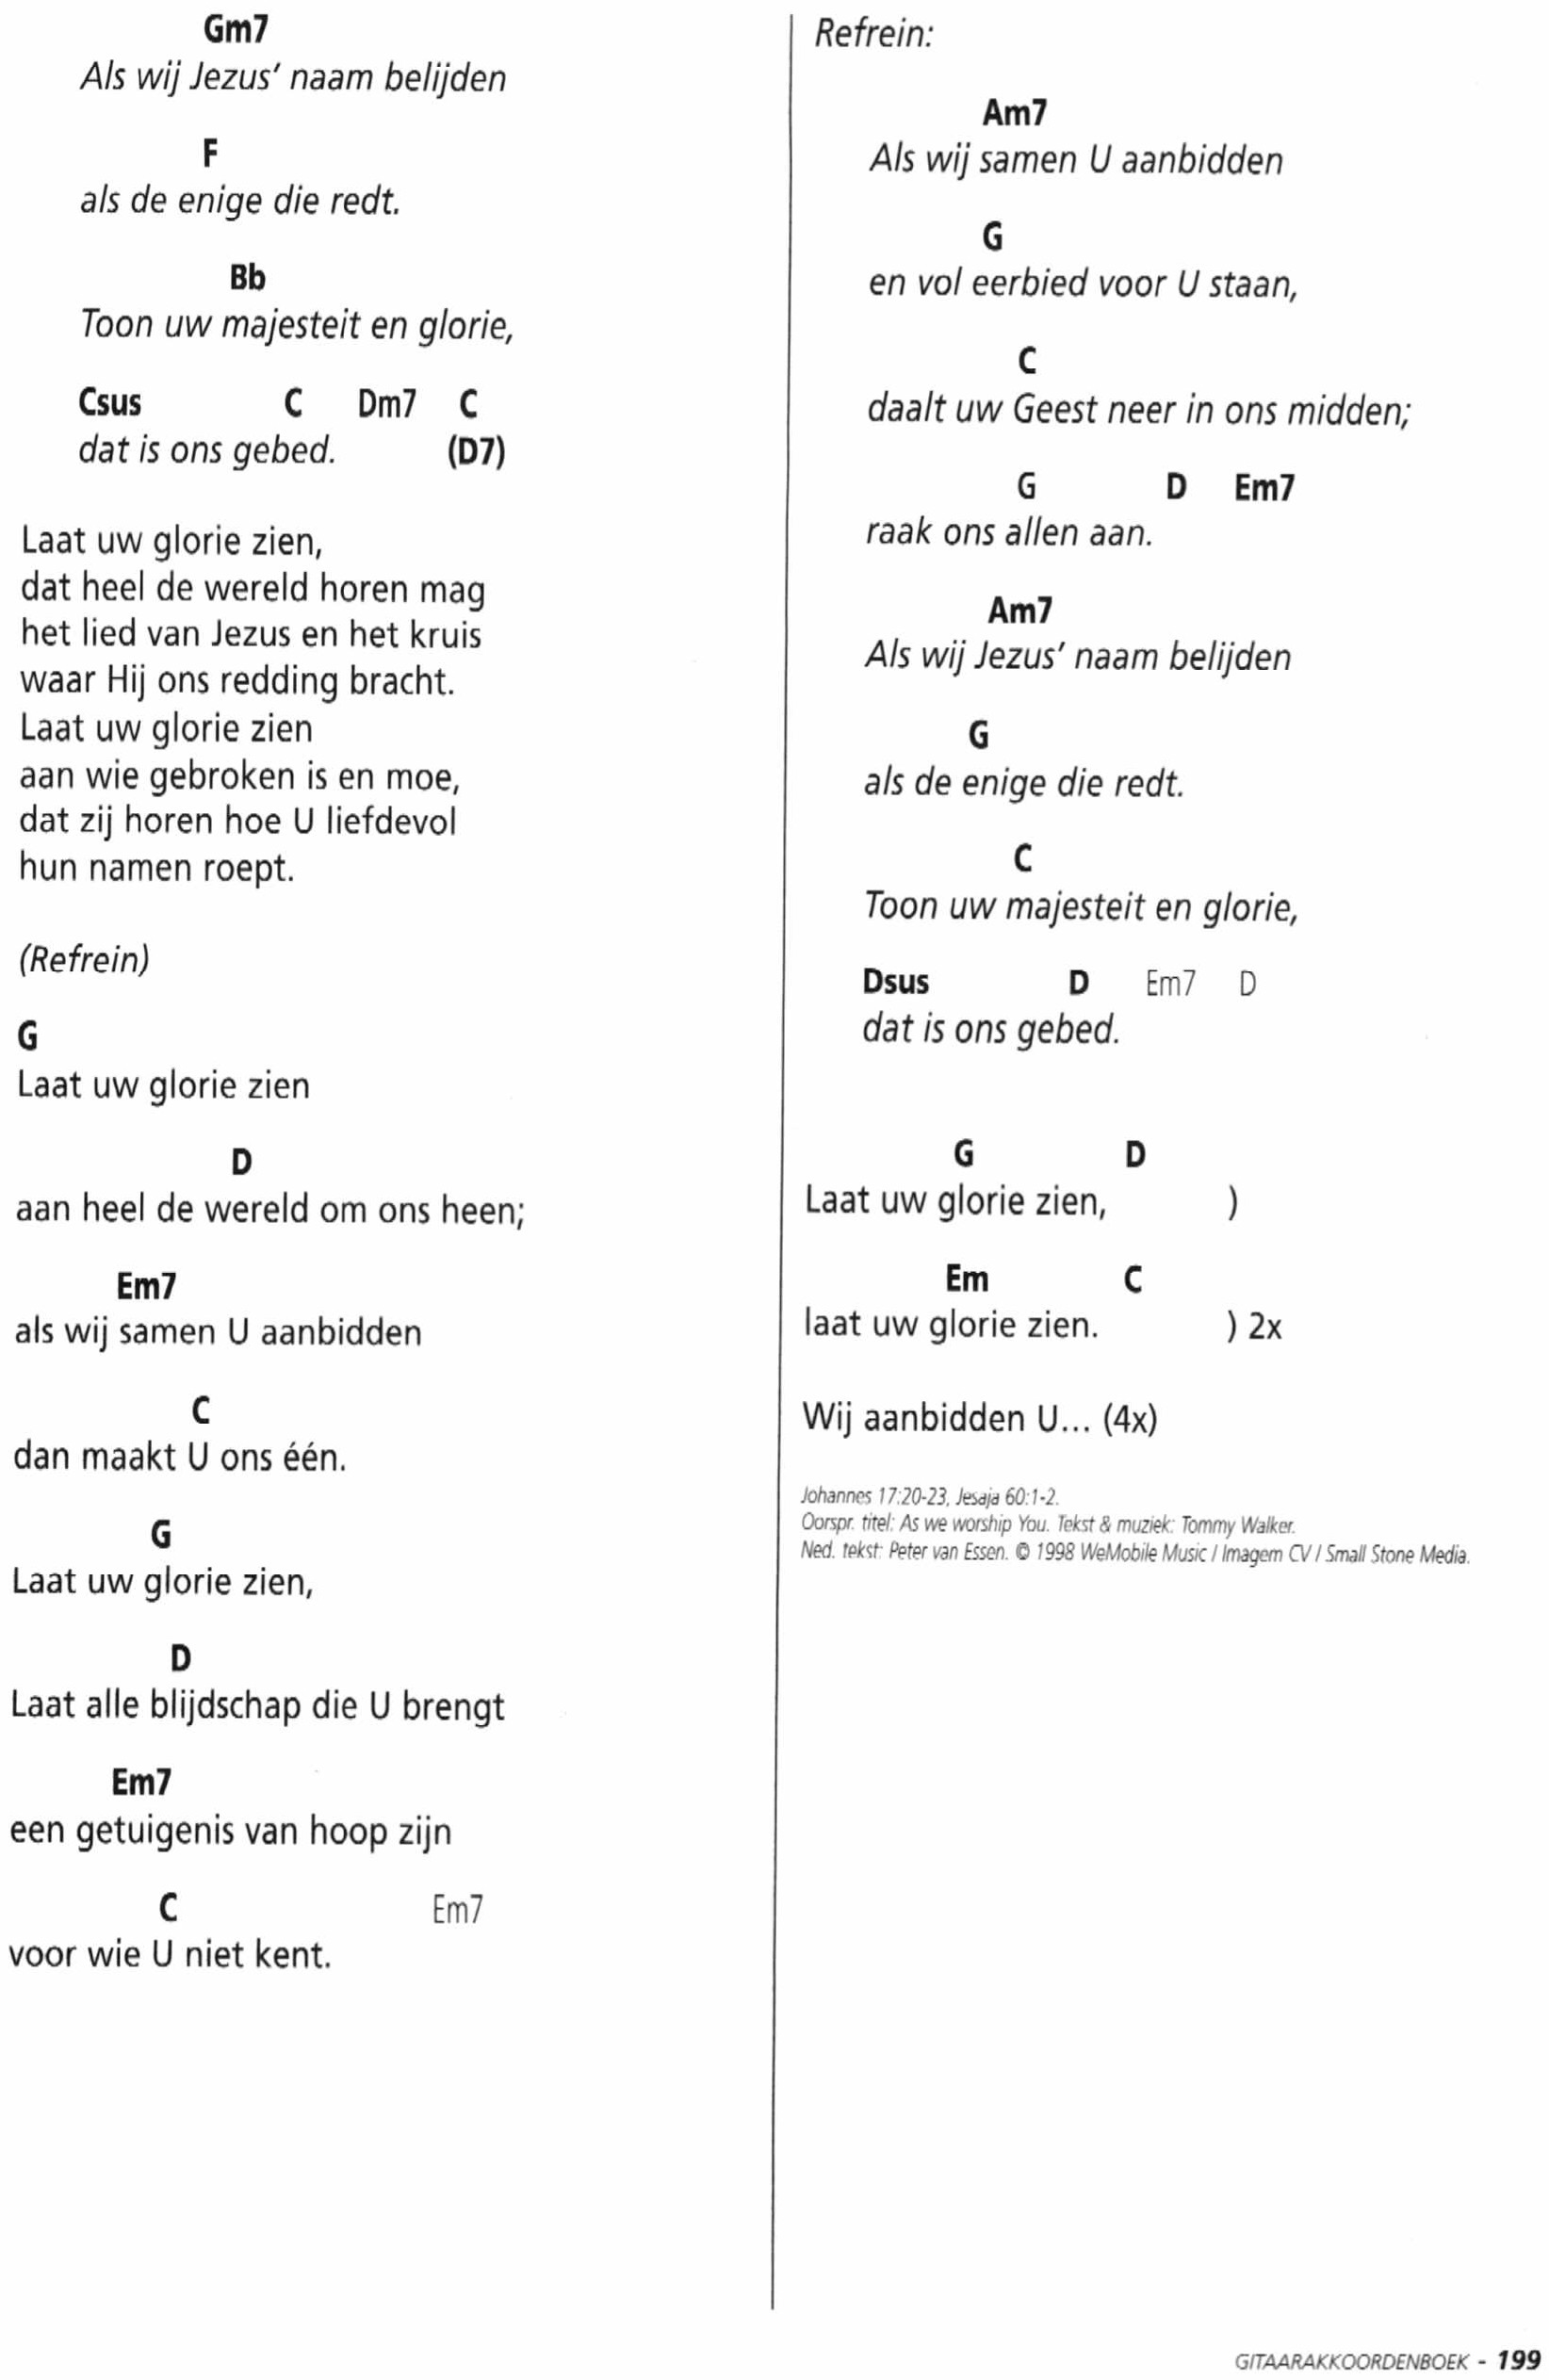 Gm7
Als wij Jezus' naam belijden
F
als de enige die redt.
Bb
Toon uw majesteit en glorie,
Csus C Dm7 C
dat is ons gebed. (D7)
Laat uw glorie zien,
dat heel de wereld horen mag
het lied van Jezus en het kruis
waar Hij ons redding bracht.
Laat uw glorie zien
aan wie gebroken is en moe,
dat zij horen hoe U liefdevol
hun namen roept.
(Refrein)
G
Laat uw glorie zien
D
aan heel de wereld om ons heen;
Em7
als wij samen U aanbidden
C
dan maakt U ons één.
G
Laat uw glorie zien,
D
Laat alle blijdschap die U brengt
Em7
een getuigenis van hoop zijn
C Em7
voor wie U niet kent.
Refrein:
Am7
Als wij samen U aanbidden
G
en vol eerbied voor U staan,
C
daalt uw Geest neer in ons midden;
G D Em7
raak ons allen aan.
Am7
Als wij Jezus' naam belijden
G
als de enige die redt.
C
Toon uw majesteit en glorie,
Dsus D Em7 D
dat is ons gebed.
G D
Laat uw glorie zien, )
Em C
laat uw glorie zien. ) 2x
Wij aanbidden U... (4x)
Johannes 17:20-23, Jesaja 60:1-2.
Oorspr. titel: As we worship You. Tekst & muziek: Tommy Walker.
Ned. tekst: Peter van Essen. © 1998 WeMobile Music / Imagem CV / Small Stone Media.
GITAARAKKOORDENBOEK - 199